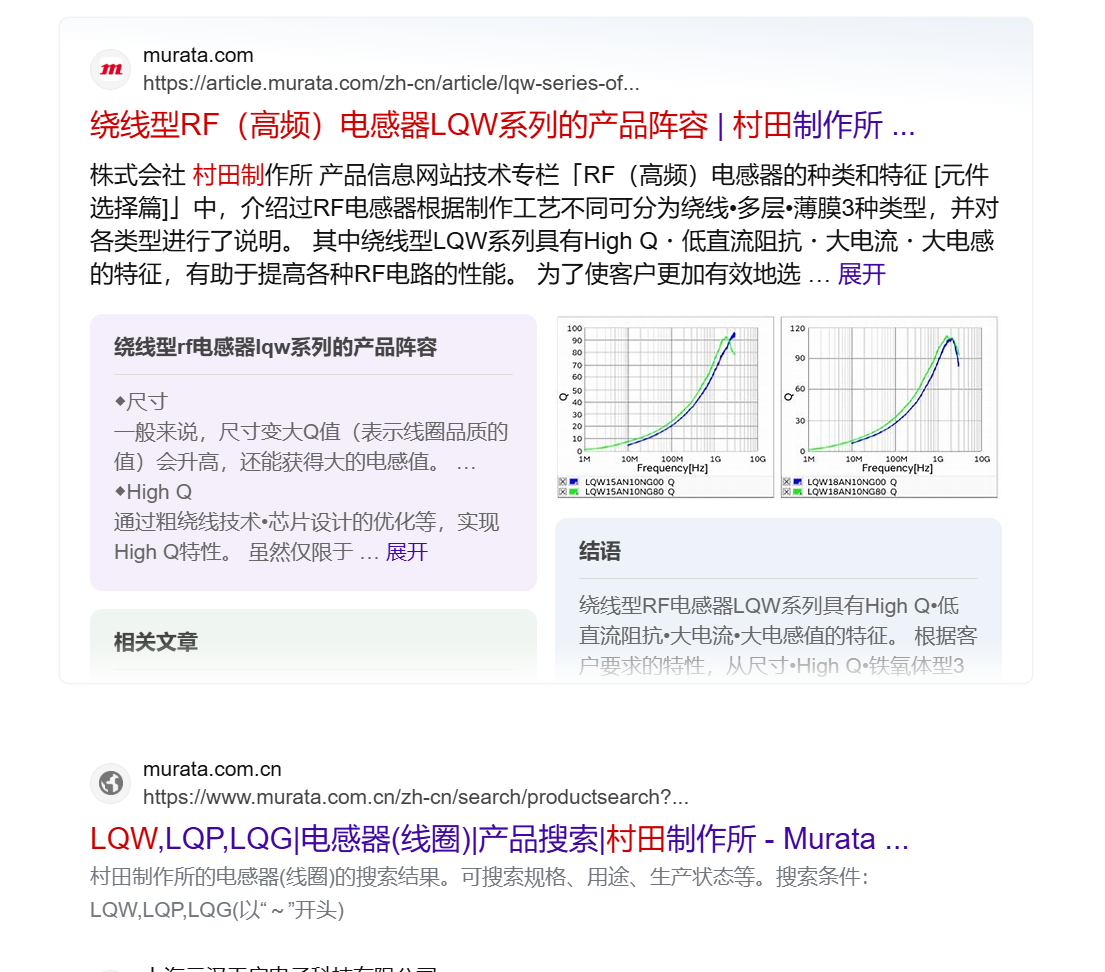 murata.com
https://article.murata.com/zh-cn/article/lqw-series-of...
绕线型RF（高频）电感器LQW系列的产品阵容 | 村田制作所 ...
株式会社 村田制作所 产品信息网站技术专栏「RF（高频）电感器的种类和特征 [元件
选择篇]」中，介绍过RF电感器根据制作工艺不同可分为绕线•多层•薄膜3种类型，并对
各类型进行了说明。 其中绕线型LQW系列具有High Q · 低直流阻抗 · 大电流 · 大电感
的特征，有助于提高各种RF电路的性能。 为了使客户更加有效地选 … 展开
绕线型rf电感器lqw系列的产品阵容
◆尺寸
一般来说，尺寸变大Q值（表示线圈品质的
值）会升高，还能获得大的电感值。 …
◆High Q
通过粗绕线技术•芯片设计的优化等，实现
High Q特性。 虽然仅限于 … 展开
相关文章
100
90
80
70
60
50
40
30
20
10
0
Q
1M 10M 100M 1G 10G
Frequency[Hz]
LQW15AN10NG00 Q
LQW15AN10NG80 Q
120
90
60
30
0
Q
1M 10M 100M 1G 10G
Frequency[Hz]
LQW18AN10NG00 Q
LQW18AN10NG80 Q
结语
绕线型RF电感器LQW系列具有High Q•低
直流阻抗•大电流•大电感值的特征。 根据客
户要求的特性，从尺寸•High Q•铁氧体型3
murata.com.cn
https://www.murata.com.cn/zh-cn/search/productsearch?...
LQW,LQP,LQG|电感器(线圈)|产品搜索|村田制作所 - Murata ...
村田制作所的电感器(线圈)的搜索结果。可搜索规格、用途、生产状态等。搜索条件：
LQW,LQP,LQG(以“ ~ ”开头)